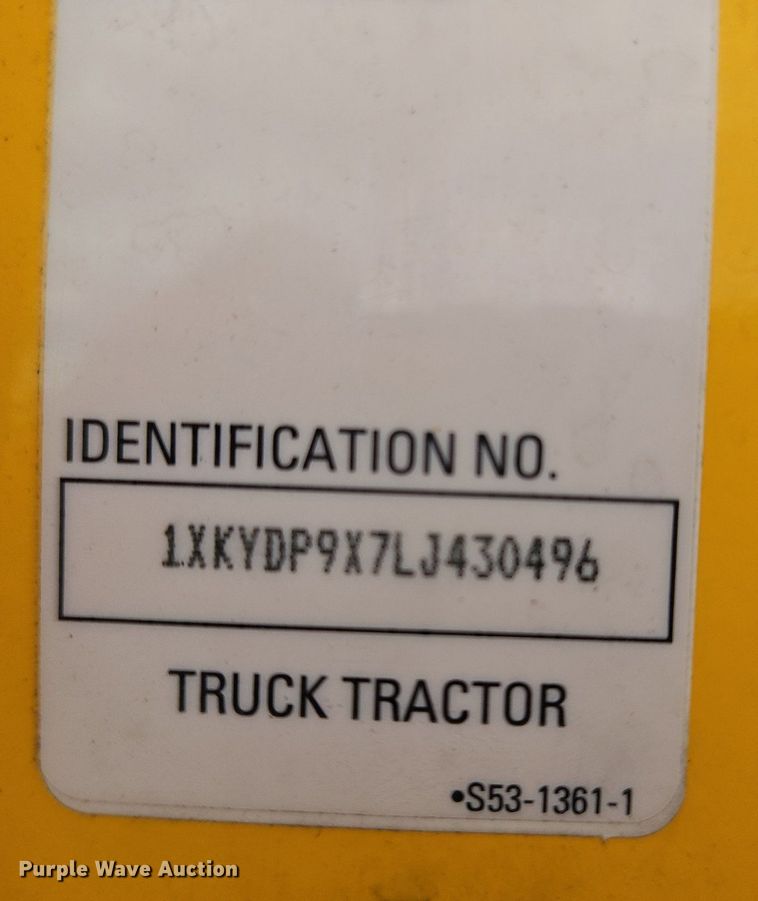 IDENTIFICATION NO.
1XKYDP9X7LJ430496
TRUCK TRACTOR
•S53-1361-1
Purple Wave Auction